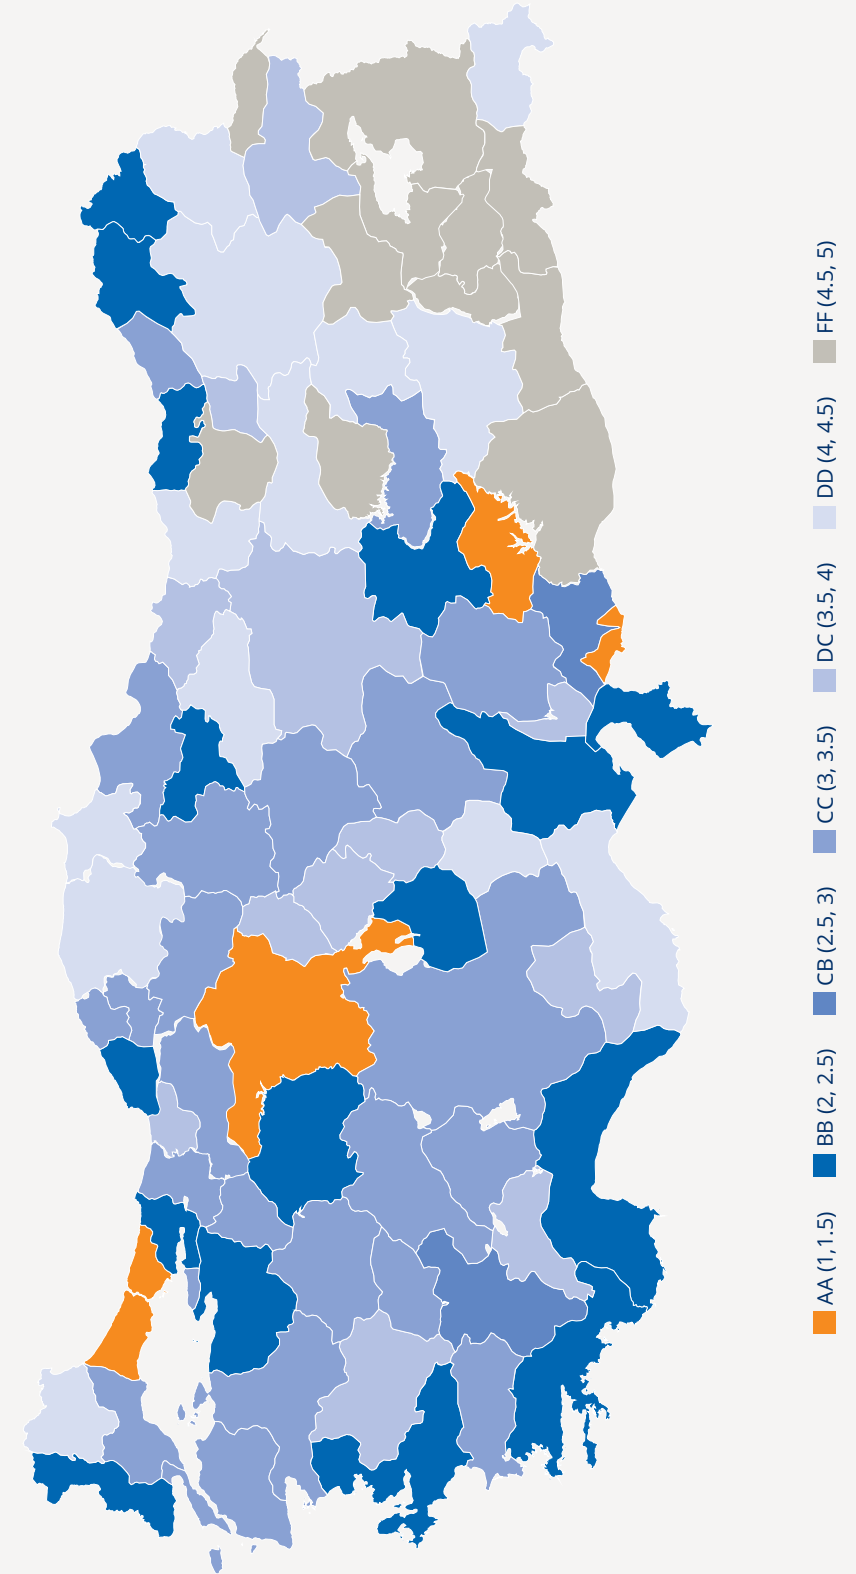 AA (1,1.5)
BB (2, 2.5)
CB (2.5, 3)
CC (3, 3.5)
DC (3.5, 4)
DD (4, 4.5)
FF (4.5, 5)